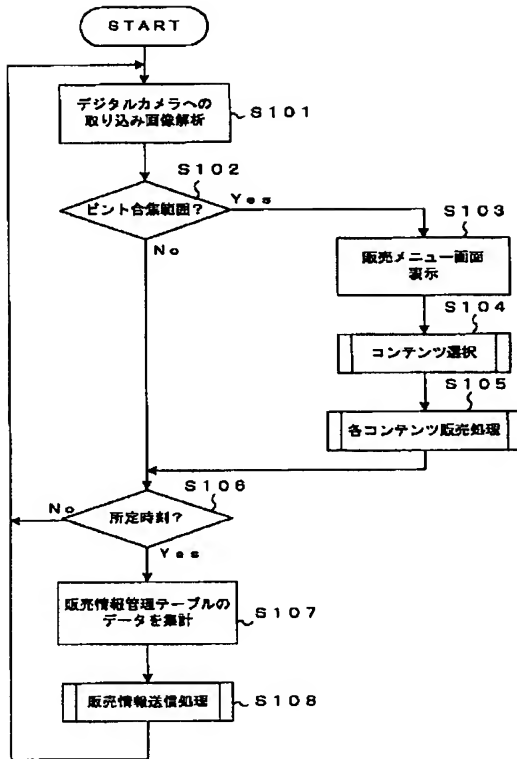 START
デジタルカメラへの
取り込み画像解析
S101
S102
ピント合焦範囲?
Yes
No
S103
販売メニュー画面
表示
S104
コンテンツ選択
S105
各コンテンツ販売処理
S106
所定時刻?
No
Yes
販売情報管理テーブルの
データを集計
S107
販売情報送信処理
S108